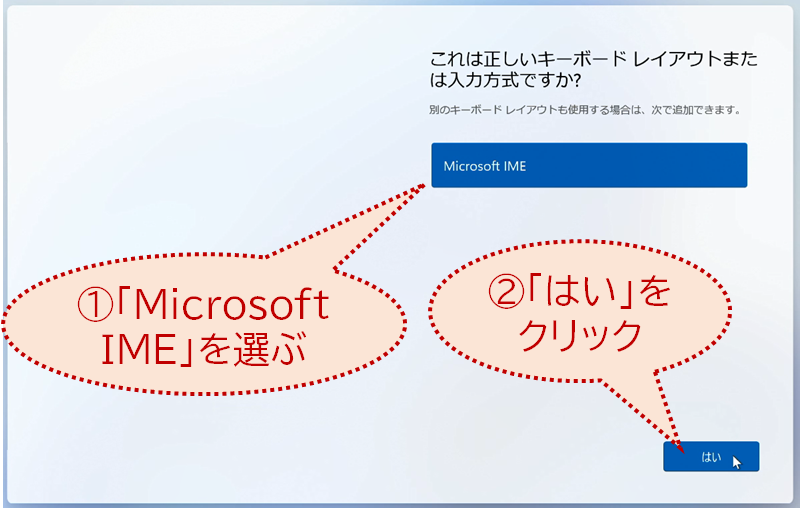 これは正しいキーボード レイアウトまた
は入力方式ですか?
別のキーボード レイアウトも使用する場合は、次で追加できます。
Microsoft IME
①「Microsoft
IME」を選ぶ
②「はい」を
クリック
はい